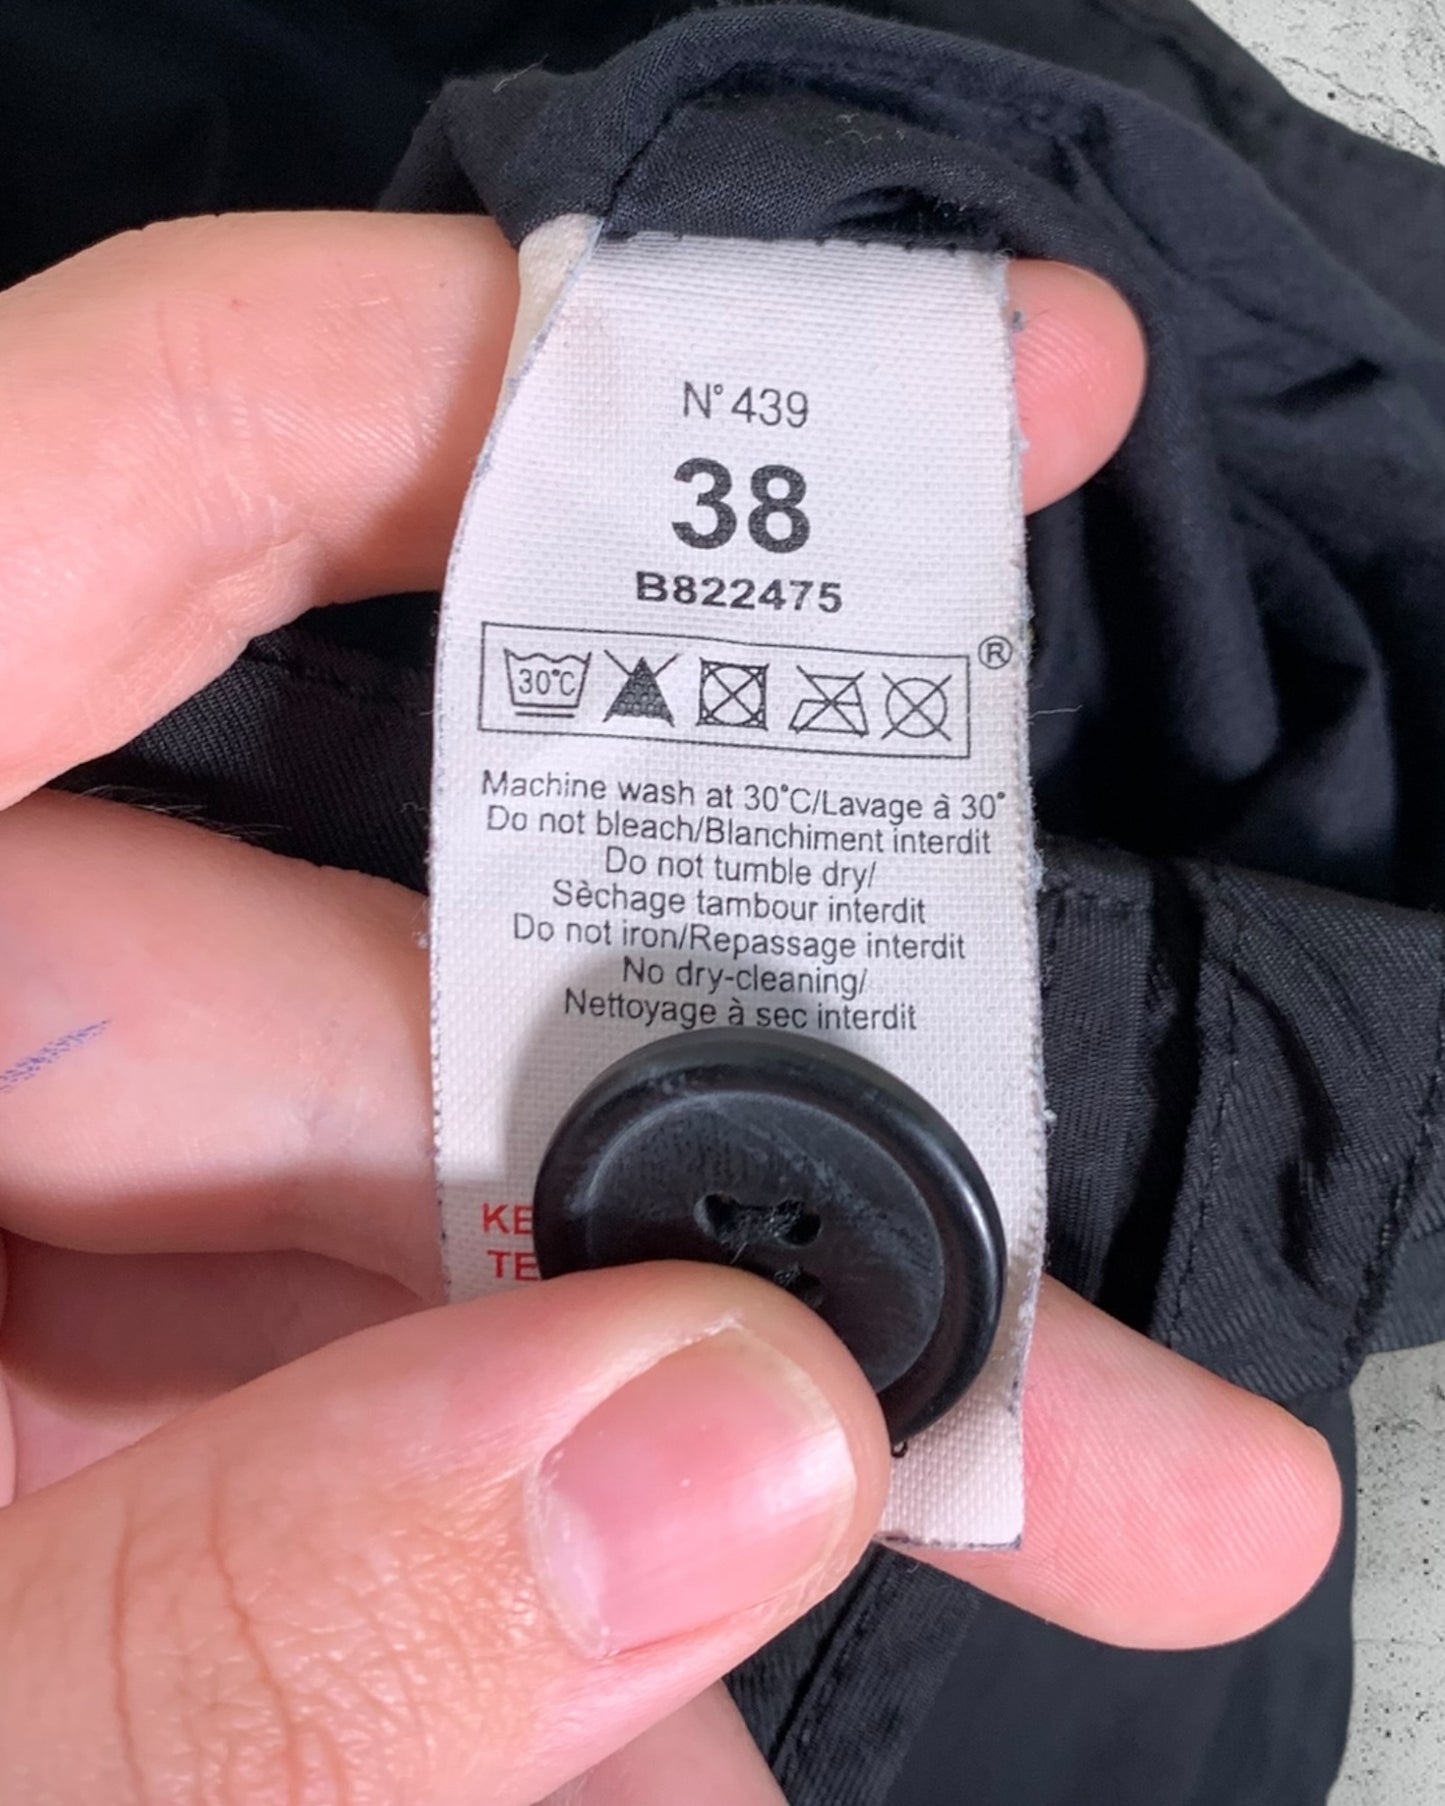 N° 439
38
B822475
30°C
®
Machine wash at 30°C/Lavage à 30°
Do not bleach/Blanchiment interdit
Do not tumble dry/
Sèchage tambour interdit
Do not iron/Repassage interdit
No dry-cleaning/
Nettoyage à sec interdit